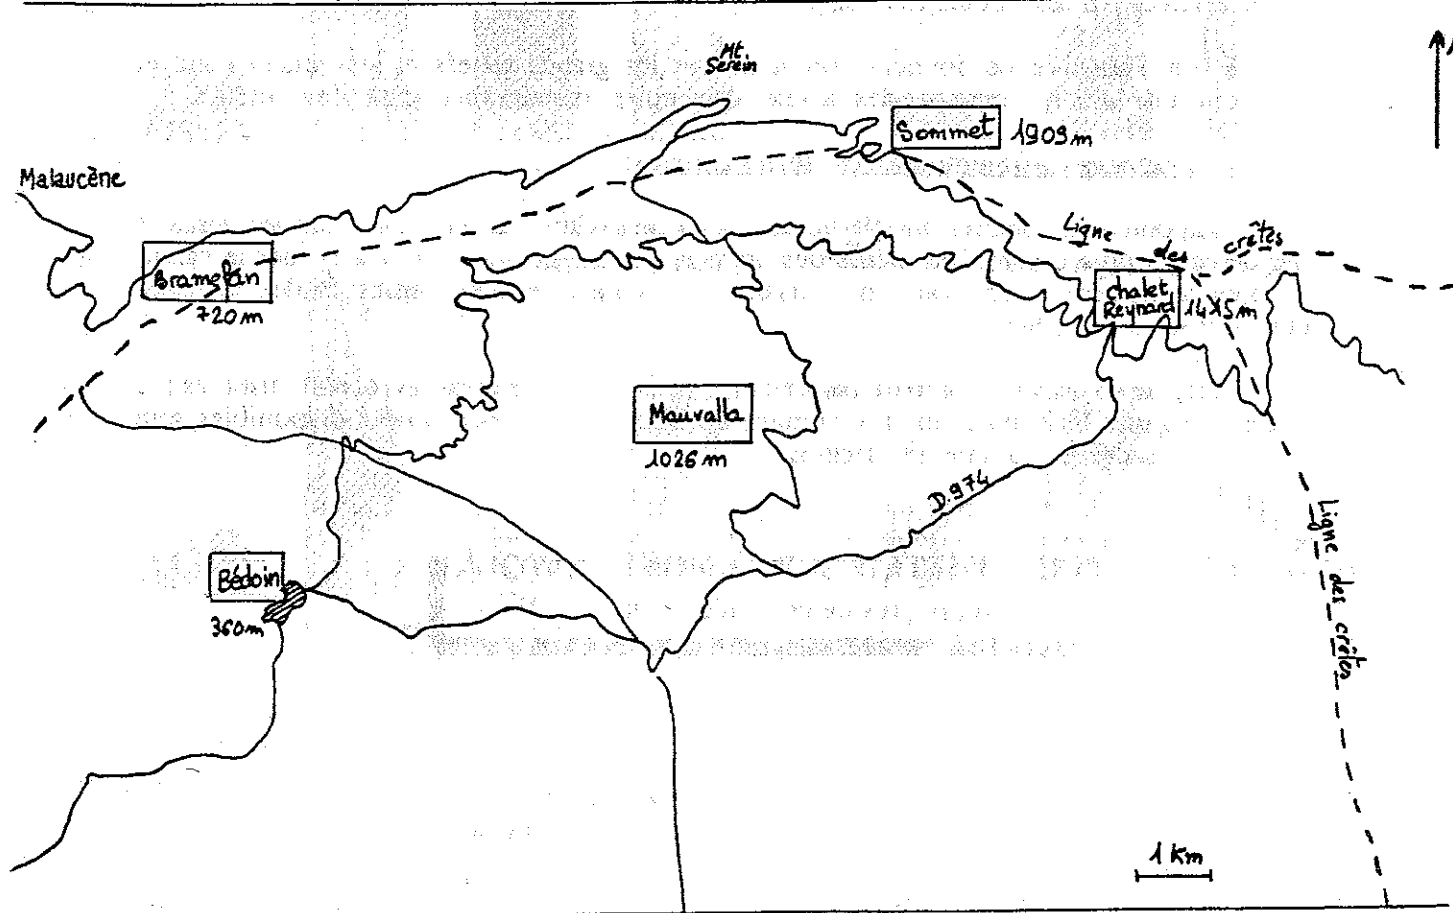 Mt.
Serein
Sommet
1909m
Malaucène
Ligne des crêtes
Bramefan
720m
Chalet
Reynard
Mauvalla
1026m
D.974
Bédoin
360m
Ligne des crêtes
1 Km